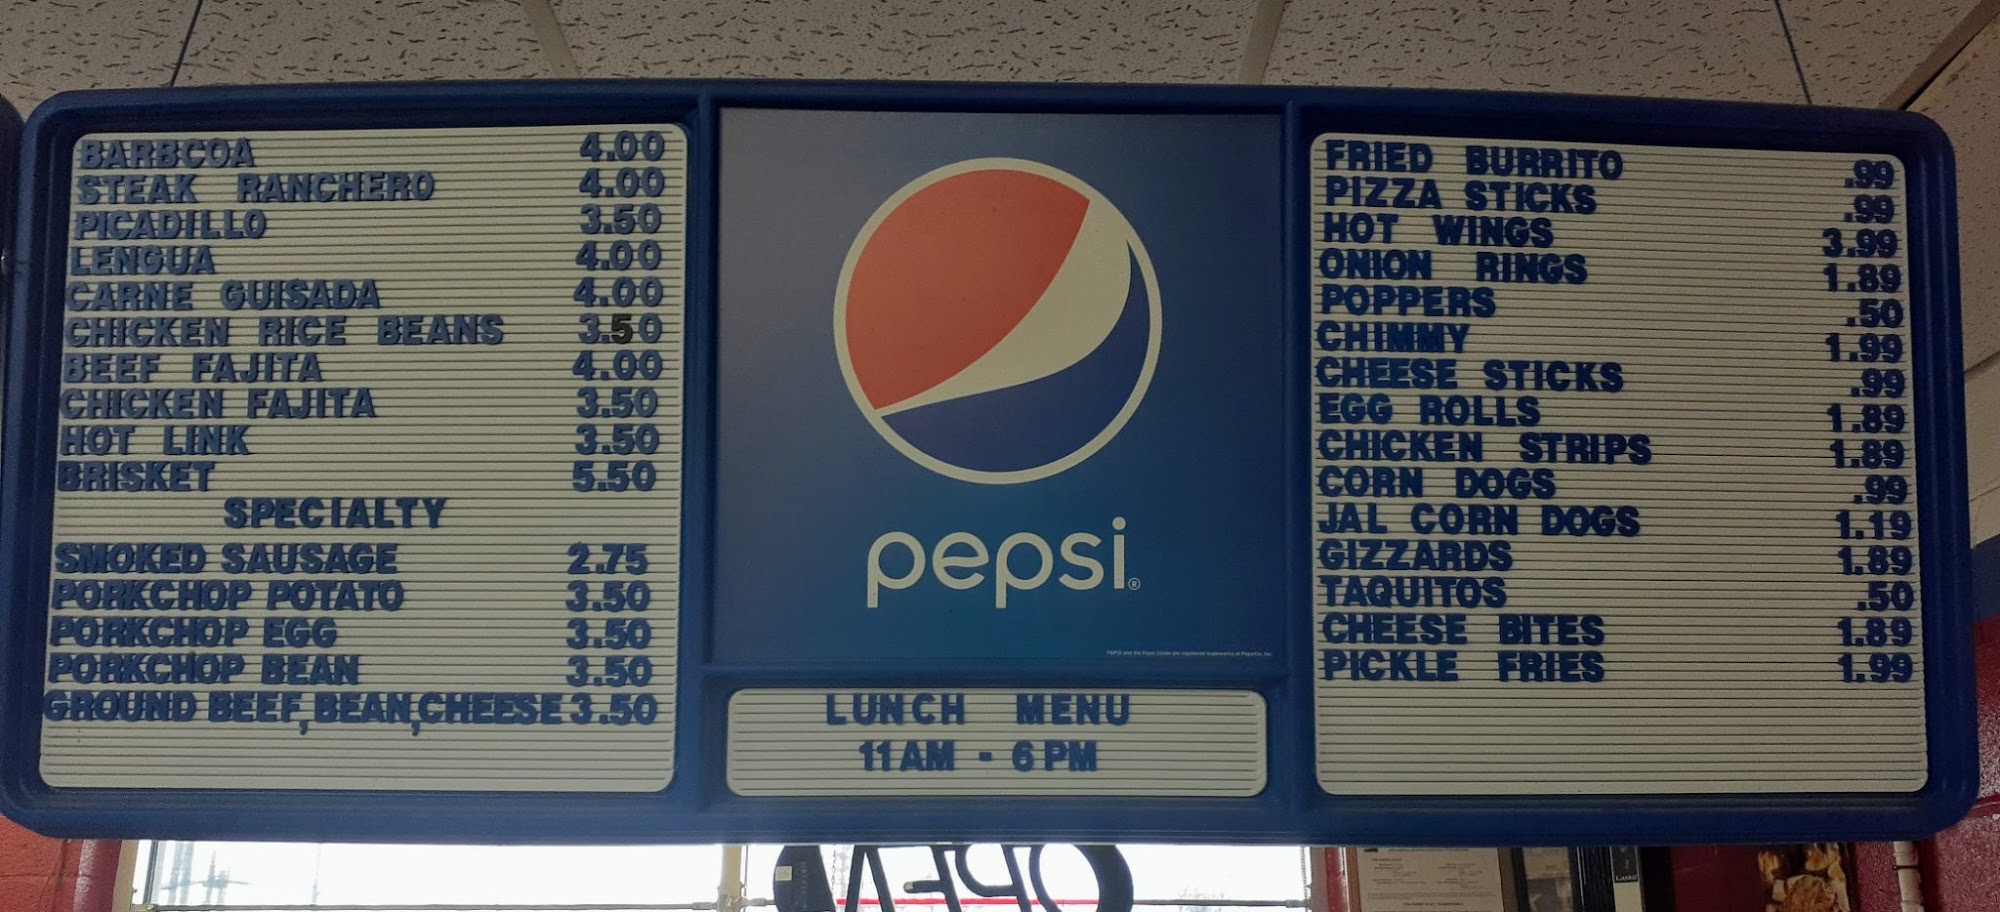 BARBCOA 4.00
STEAK RANCHERO 4.00
PICADILLO 3.50
LENGUA 4.00
CARNE GUISADA 4.00
CHICKEN RICE BEANS 3.50
BEEF FAJITA 4.00
CHICKEN FAJITA 3.50
HOT LINK 3.50
BRISKET 5.50
SPECIALTY
SMOKED SAUSAGE 2.75
PORKCHOP POTATO 3.50
PORKCHOP EGG 3.50
PORKCHOP BEAN 3.50
GROUND BEEF, BEAN, CHEESE 3.50
pepsi®
LUNCH MENU
11AM - 6PM
FRIED BURRITO .99
PIZZA STICKS .99
HOT WINGS 3.99
ONION RINGS 1.89
POPPERS .50
CHIMMY 1.99
CHEESE STICKS .99
EGG ROLLS 1.89
CHICKEN STRIPS 1.89
CORN DOGS .99
JAL CORN DOGS 1.19
GIZZARDS 1.89
TAQUITOS .50
CHEESE BITES 1.89
PICKLE FRIES 1.99
OPEN
Lasko